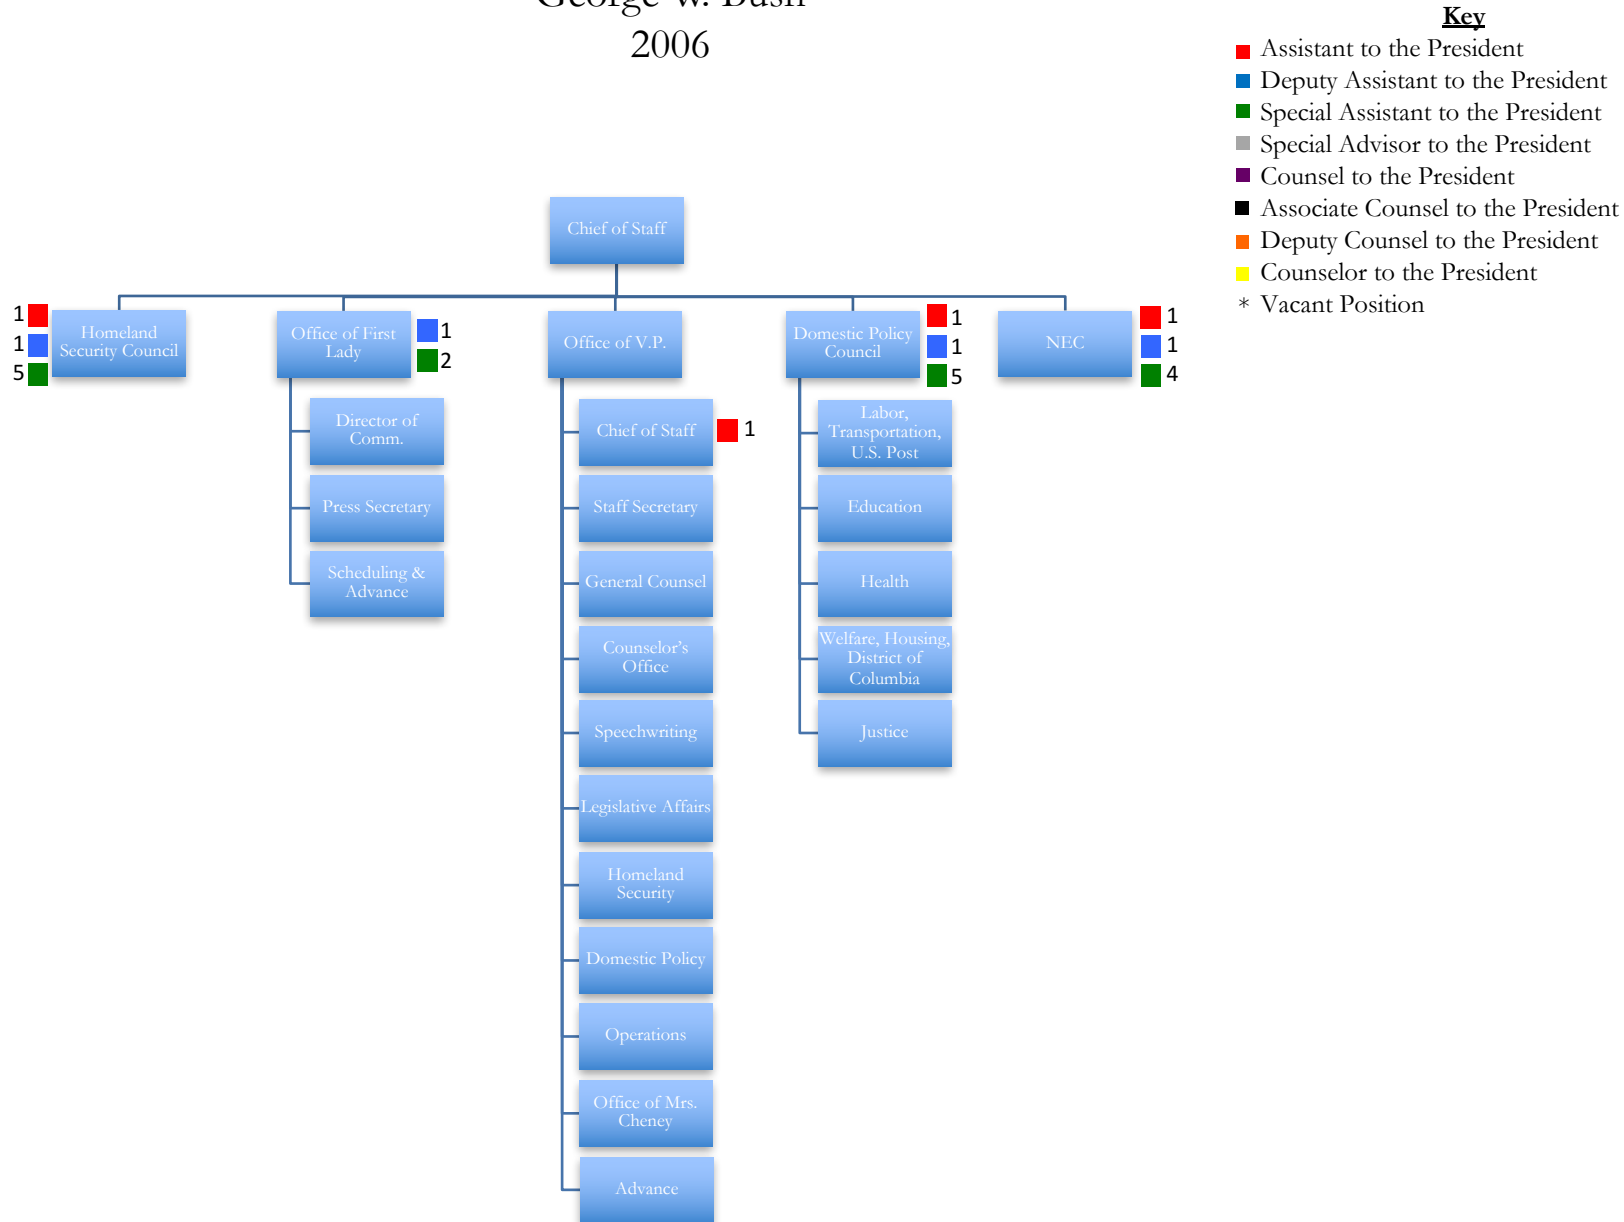 George W. Bush
2006
Key
Assistant to the President
Deputy Assistant to the President
Special Assistant to the President
Special Advisor to the President
Counsel to the President
Associate Counsel to the President
Deputy Counsel to the President
Counselor to the President
* Vacant Position
Chief of Staff
1
1
5
Homeland
Security Council
Office of First
Lady
1
2
Office of V.P.
Domestic Policy
Council
1
1
5
NEC
1
1
4
Director of
Comm.
Press Secretary
Scheduling &
Advance
Chief of Staff
1
Staff Secretary
General Counsel
Counselor's
Office
Speechwriting
Legislative Affairs
Homeland
Security
Domestic Policy
Operations
Office of Mrs.
Cheney
Advance
Labor,
Transportation,
U.S. Post
Education
Health
Welfare, Housing,
District of
Columbia
Justice